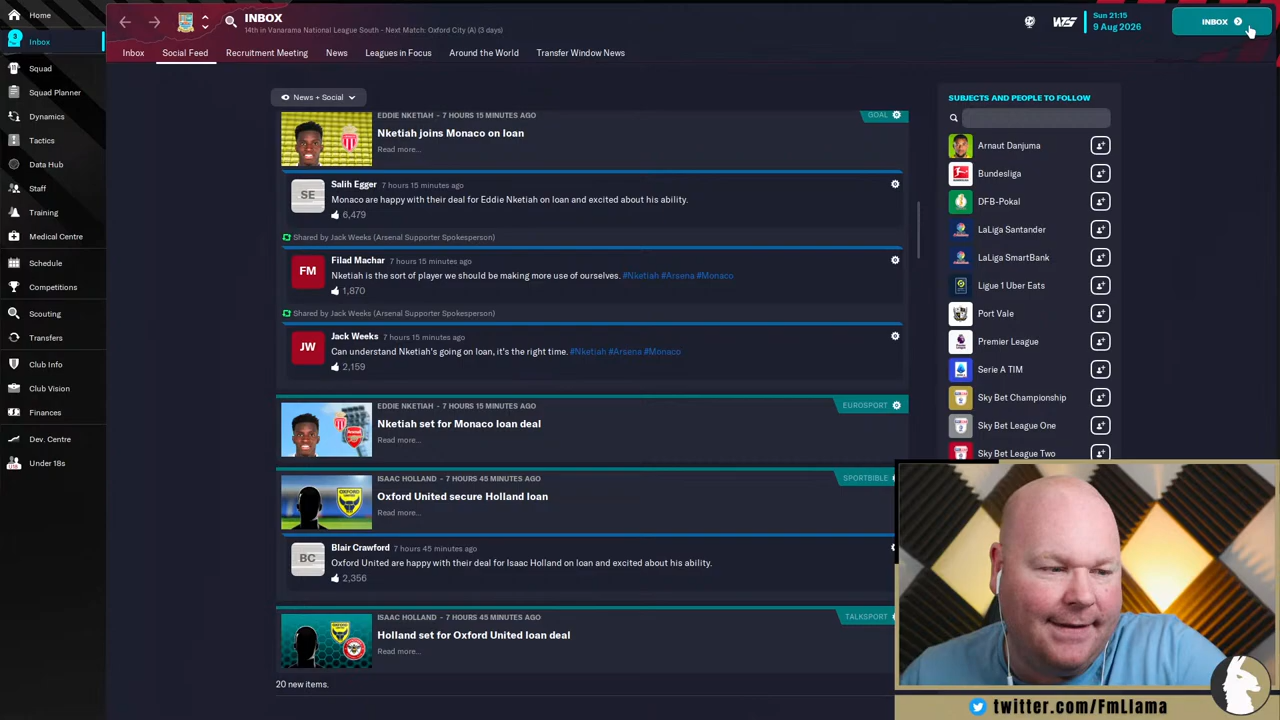 Home
3
Inbox
Squad
Squad Planner
Dynamics
Tactics
Data Hub
Staff
Training
Medical Centre
Schedule
Competitions
Scouting
Transfers
Club Info
Club Vision
Finances
Dev. Centre
U18
Under 18s
INBOX
14th in Vanarama National League South - Next Match: Oxford City (A) (3 days)
Sun 21:15
9 Aug 2026
INBOX
Inbox
Social Feed
Recruitment Meeting
News
Leagues in Focus
Around the World
Transfer Window News
News + Social
EDDIE NKETIAH - 7 HOURS 15 MINUTES AGO
GOAL
Nketiah joins Monaco on loan
Read more...
SE
Salih Egger 7 hours 15 minutes ago
Monaco are happy with their deal for Eddie Nketiah on loan and excited about his ability.
6,479
Shared by Jack Weeks (Arsenal Supporter Spokesperson)
FM
Filad Machar 7 hours 15 minutes ago
Nketiah is the sort of player we should be making more use of ourselves. #Nketiah #Arsena #Monaco
1,870
Shared by Jack Weeks (Arsenal Supporter Spokesperson)
JW
Jack Weeks 7 hours 15 minutes ago
Can understand Nketiah's going on loan, it's the right time. #Nketiah #Arsena #Monaco
2,159
EDDIE NKETIAH - 7 HOURS 15 MINUTES AGO
EUROSPORT
Nketiah set for Monaco loan deal
Read more...
ISAAC HOLLAND - 7 HOURS 45 MINUTES AGO
SPORTBIBLE
Oxford United secure Holland loan
Read more...
BC
Blair Crawford 7 hours 45 minutes ago
Oxford United are happy with their deal for Isaac Holland on loan and excited about his ability.
2,356
ISAAC HOLLAND - 7 HOURS 45 MINUTES AGO
TALKSPORT
Holland set for Oxford United loan deal
Read more...
20 new items.
SUBJECTS AND PEOPLE TO FOLLOW
Arnaut Danjuma
Bundesliga
DFB-Pokal
LaLiga Santander
LaLiga SmartBank
Ligue 1 Uber Eats
Port Vale
Premier League
Serie A TIM
Sky Bet Championship
Sky Bet League One
Sky Bet League Two
twitter.com/FmLlama